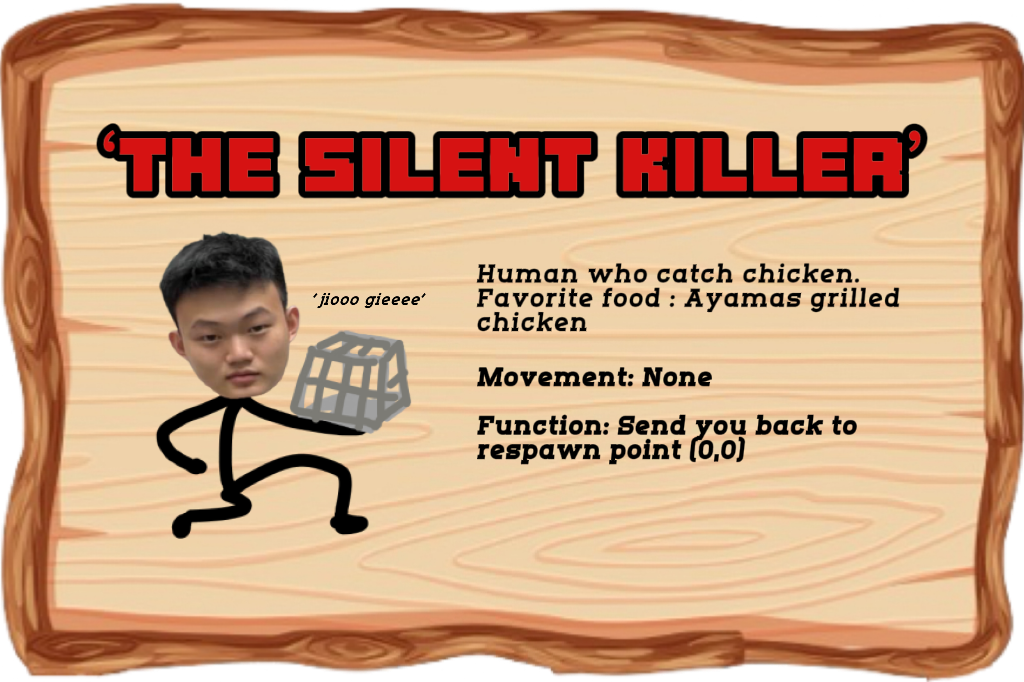 ‘THE SILENT KILLER’
‘ jiooo gieeee’
Human who catch chicken.
Favorite food : Ayamas grilled
chicken
Movement: None
Function: Send you back to
respawn point (0,0)